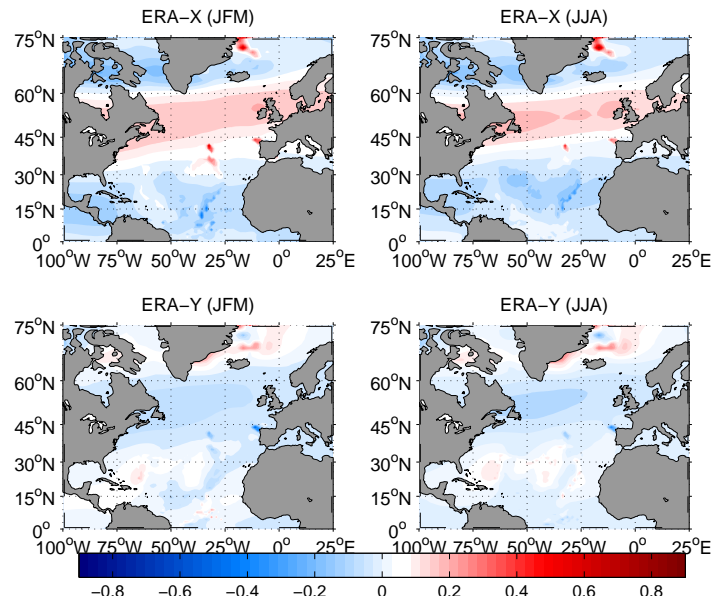 ERA−X (JFM) ERA−X (JJA)
75°N 75°N
60°N 60°N
45°N 45°N
30°N 30°N
15°N 15°N
0° 0°
100°W 75°W 50°W 25°W 0° 25°E 100°W 75°W 50°W 25°W 0° 25°E
ERA−Y (JFM) ERA−Y (JJA)
75°N 75°N
60°N 60°N
45°N 45°N
30°N 30°N
15°N 15°N
0° 0°
100°W 75°W 50°W 25°W 0° 25°E 100°W 75°W 50°W 25°W 0° 25°E
−0.8 −0.6 −0.4 −0.2 0 0.2 0.4 0.6 0.8